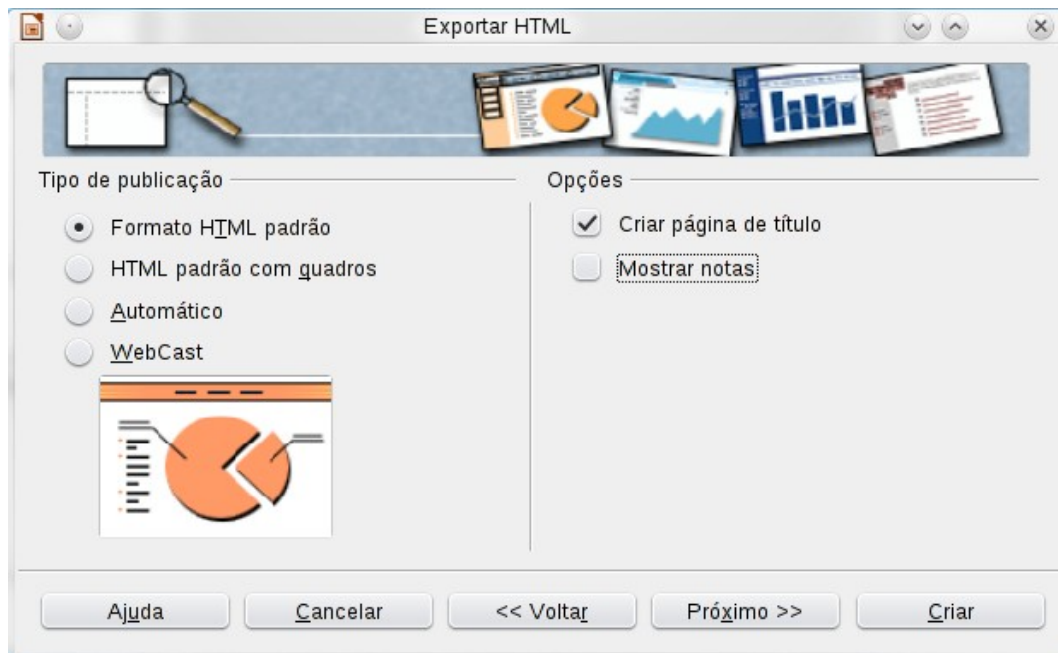 Exportar HTML
Tipo de publicação
Opções
Formato HTML padrão
Criar página de título
HTML padrão com quadros
Mostrar notas
Automático
WebCast
Ajuda
Cancelar
<< Voltar
Próximo >>
Criar